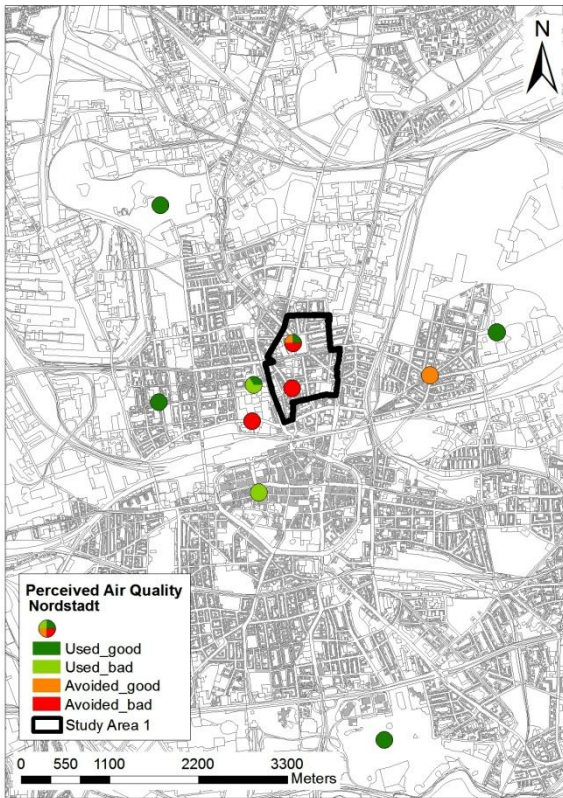 N
Perceived Air Quality
Nordstadt
Used_good
Used_bad
Avoided_good
Avoided_bad
Study Area 1
0 550 1100 2200 3300
Meters